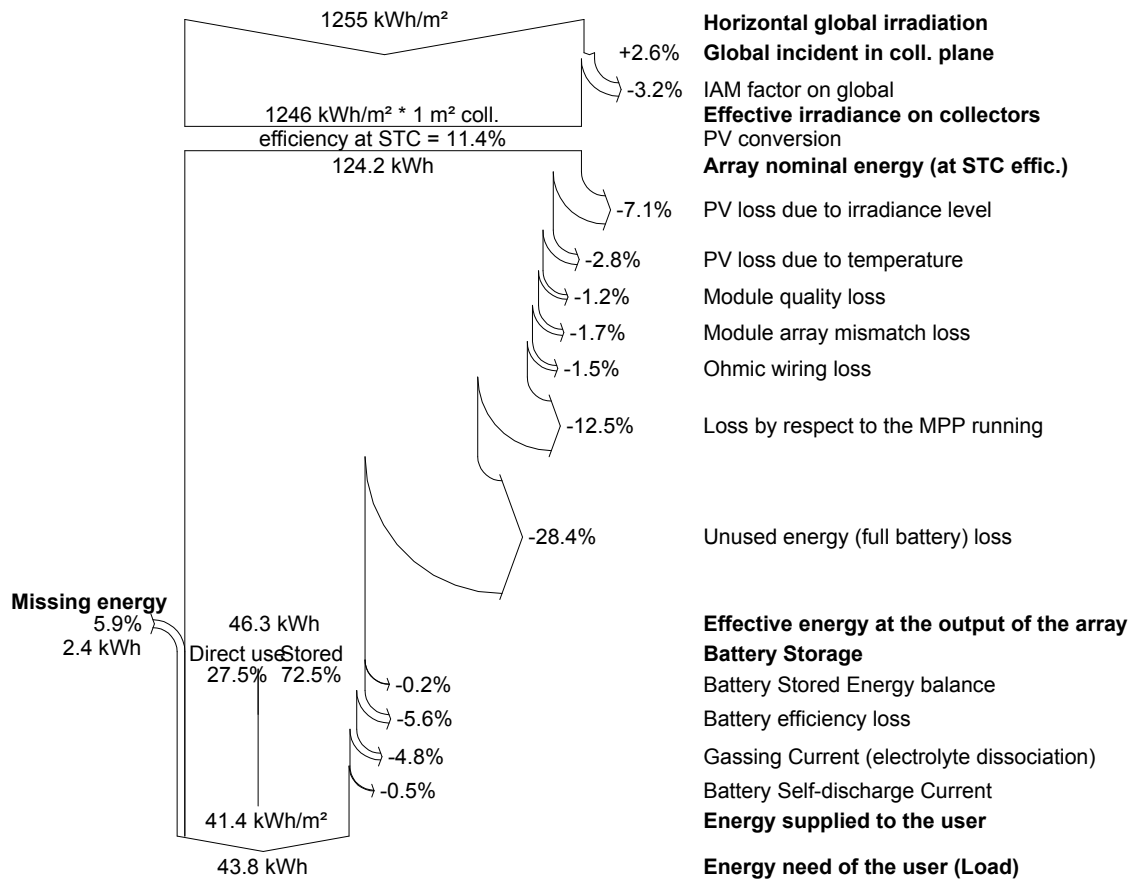 1255 kWh/m² Horizontal global irradiation
+2.6% Global incident in coll. plane
-3.2% IAM factor on global
1246 kWh/m² * 1 m² coll. Effective irradiance on collectors
efficiency at STC = 11.4% PV conversion
124.2 kWh Array nominal energy (at STC effic.)
-7.1% PV loss due to irradiance level
-2.8% PV loss due to temperature
-1.2% Module quality loss
-1.7% Module array mismatch loss
-1.5% Ohmic wiring loss
-12.5% Loss by respect to the MPP running
-28.4% Unused energy (full battery) loss
Missing energy
5.9% 46.3 kWh Effective energy at the output of the array
2.4 kWh Direct use Stored Battery Storage
27.5% 72.5% -0.2% Battery Stored Energy balance
-5.6% Battery efficiency loss
-4.8% Gassing Current (electrolyte dissociation)
-0.5% Battery Self-discharge Current
41.4 kWh/m² Energy supplied to the user
43.8 kWh Energy need of the user (Load)